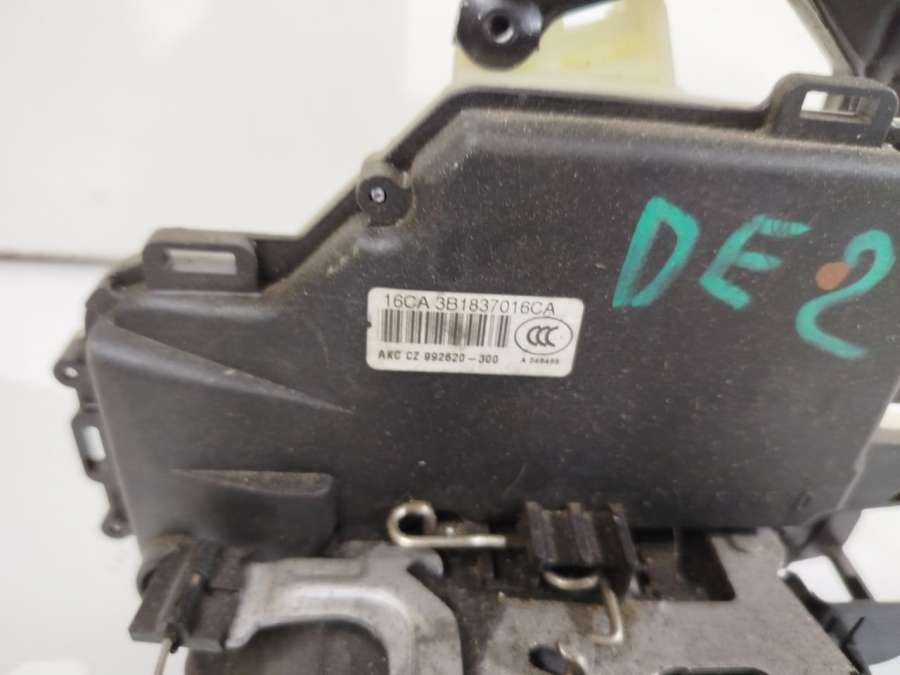 DE 2
16CA 3B1837016CA
CCC
AKC CZ 992620-300